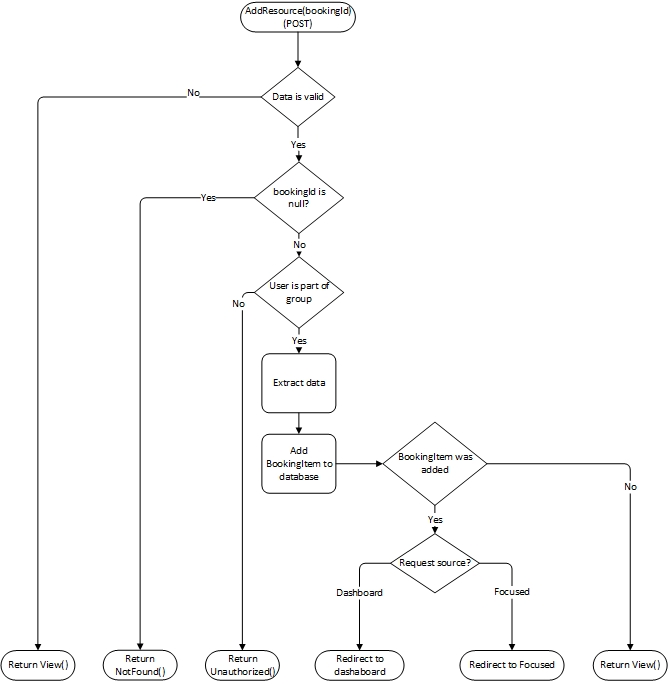 AddResource(bookingId)
(POST)
Data is valid
No
Yes
bookingId is
null?
Yes
No
User is part of
group
No
Yes
Extract data
Add
BookingItem to
database
BookingItem was
added
No
Yes
Request source?
Dashboard
Focused
Return View()
Return
NotFound()
Return
Unauthorized()
Redirect to
dashaboard
Redirect to Focused
Return View()